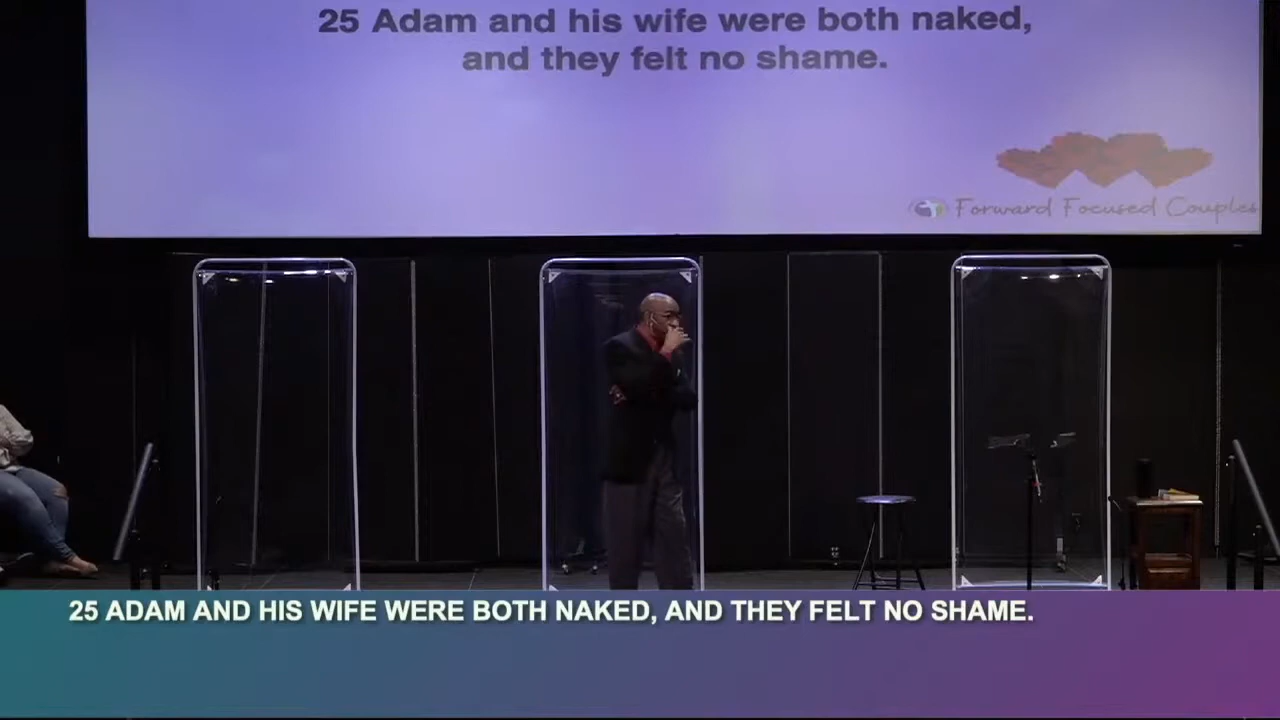 25 Adam and his wife were both naked,
and they felt no shame.
Forward Focused Couples
25 ADAM AND HIS WIFE WERE BOTH NAKED, AND THEY FELT NO SHAME.